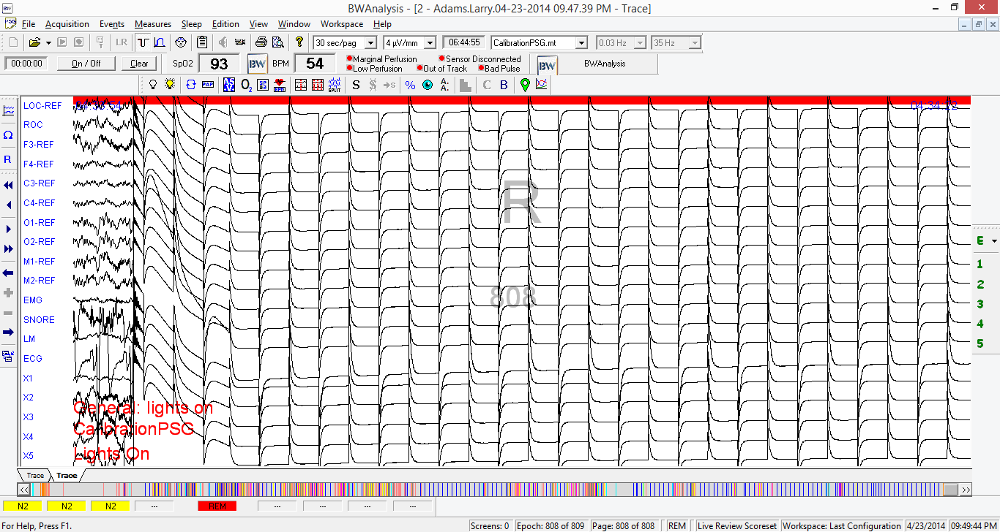 BW BWAnalysis - [2 - Adams.Larry.04-23-2014 09.47.39 PM - Trace]
File Acquisition Events Measures Sleep Edition View Window Workspace Help
LR 30 sec/pag 4 µV/mm 06:44:55 CalibrationPSG.mt 0.03 Hz 35 Hz
00:00:00 On / Off Clear SpO2 93 BW BPM 54 Marginal Perfusion Sensor Disconnected BW BWAnalysis
Low Perfusion Out of Track Bad Pulse
PAP O2 SPLIT S $ →S % A: C B
LOC-REF 04:34:22
ROC
F3-REF
F4-REF
R
C3-REF
C4-REF
R
O1-REF
O2-REF
E
M1-REF
1
M2-REF
2
EMG
808
3
SNORE
4
LM
5
ECG
X1
X2
General : lights on
X3
CalibrationPSG
X4
X5
Lights On
Trace Trace
<< >>
N2 N2 N2 --- REM --- --- --- ---
For Help, Press F1. Screens: 0 Epoch: 808 of 809 Page: 808 of 808 REM Live Review Scoreset Workspace: Last Configuration 4/23/2014 09:49:44 PM